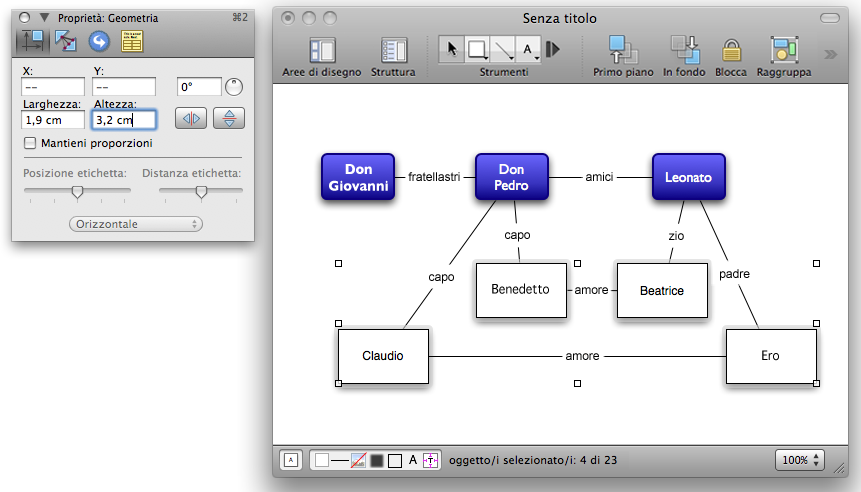 Proprietà: Geometria ⌘2
X: Y:
-- -- 0°
Larghezza: Altezza:
1,9 cm 3,2 cm
Mantieni proporzioni
Posizione etichetta: Distanza etichetta:
Orizzontale
Senza titolo
A
Aree di disegno Struttura Strumenti Primo piano In fondo Blocca Raggruppa
Don
Giovanni
fratellastri
Don
Pedro
amici
Leonato
capo
zio
capo
padre
Benedetto
amore
Beatrice
Claudio
amore
Ero
A A T oggetto/i selezionato/i: 4 di 23 100%